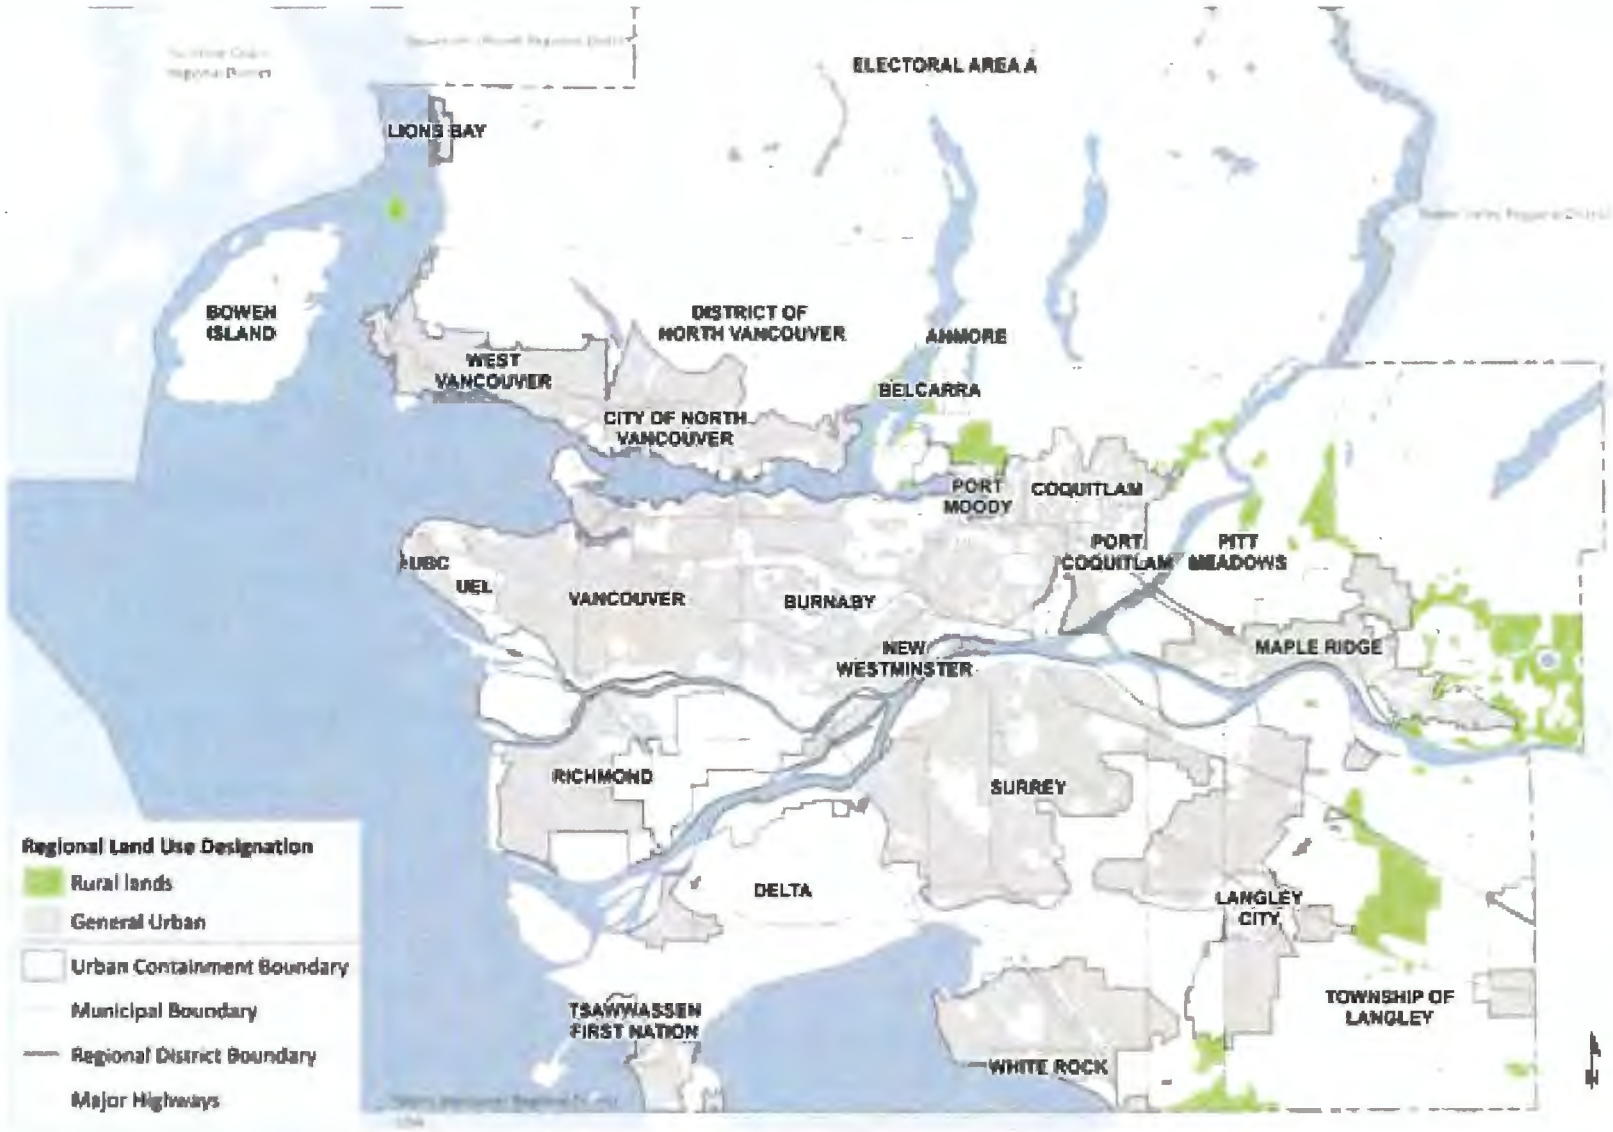 Regional District
ELECTORAL AREA A
LIONS BAY
BOWEN
ISLAND
DISTRICT OF
NORTH VANCOUVER
ANMORE
WEST
VANCOUVER
BELCARRA
CITY OF NORTH
VANCOUVER
PORT
MOODY
COQUITLAM
PORT
COQUITLAM
PITT
MEADOWS
UBC
UEL
VANCOUVER
BURNABY
NEW
WESTMINSTER
MAPLE RIDGE
RICHMOND
SURREY
DELTA
LANGLEY
CITY
TSAWWASSEN
FIRST NATION
TOWNSHIP OF
LANGLEY
WHITE ROCK
N
Regional Land Use Designation
Rural lands
General Urban
Urban Containment Boundary
Municipal Boundary
Regional District Boundary
Major Highways